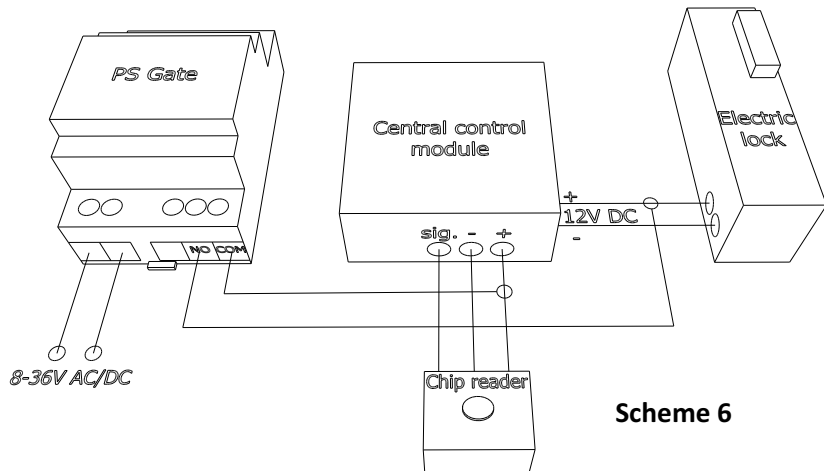 PS Gate
Central control
module
Electric
lock
+
12V DC
-
sig. - +
NO COM
8-36V AC/DC
Chip reader
Scheme 6